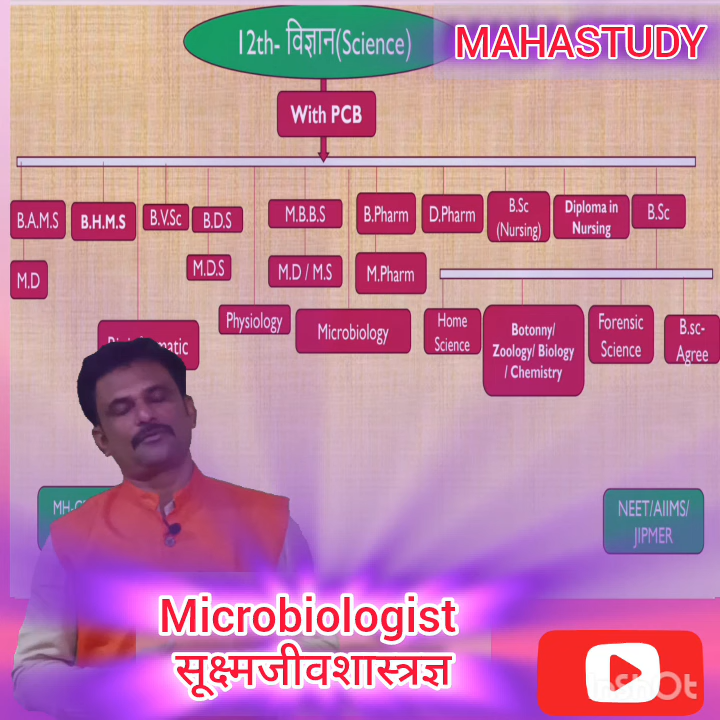 12th- विज्ञान(Science)
MAHASTUDY
With PCB
B.A.M.S
B.H.M.S
B.V.Sc
B.D.S
M.B.B.S
B.Pharm
D.Pharm
B.Sc
(Nursing)
Diploma in
Nursing
B.Sc
M.D
M.D.S
M.D / M.S
M.Pharm
Physiology
Microbiology
Home
Science
Botonny/
Zoology/ Biology
/ Chemistry
Forensic
Science
B.sc-
Agree
NEET/AIIMS/
JIPMER
Microbiologist
सूक्ष्मजीवशास्त्रज्ञ